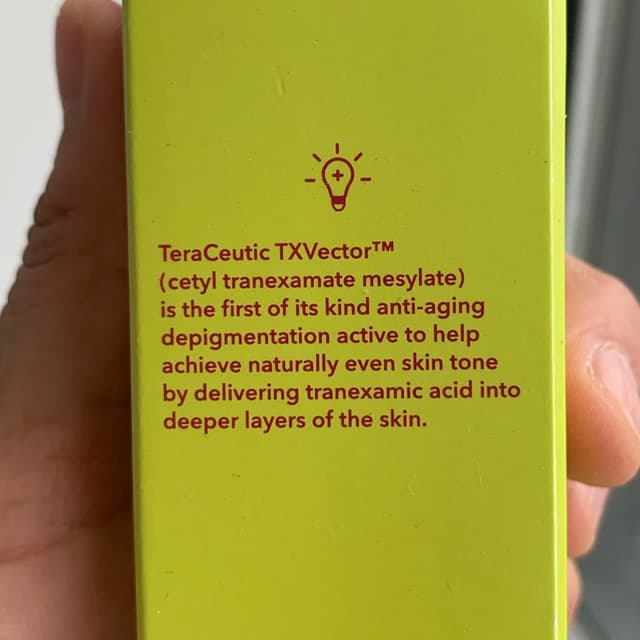 TeraCeutic TXVector™
(cetyl tranexamate mesylate)
is the first of its kind anti-aging
depigmentation active to help
achieve naturally even skin tone
by delivering tranexamic acid into
deeper layers of the skin.